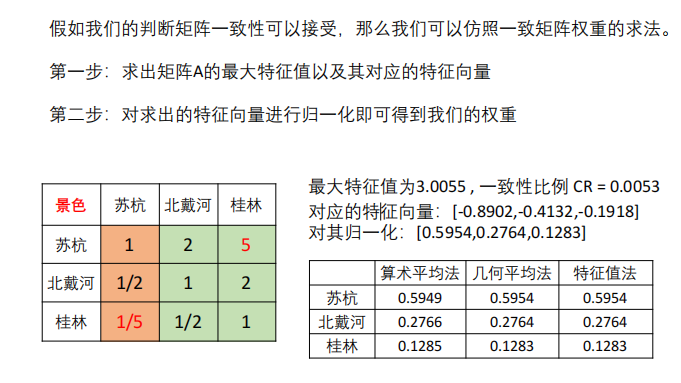 假如我们的判断矩阵一致性可以接受，那么我们可以仿照一致矩阵权重的求法。
第一步：求出矩阵A的最大特征值以及其对应的特征向量
第二步：对求出的特征向量进行归一化即可得到我们的权重
景色 苏杭 北戴河 桂林
苏杭 1 2 5
北戴河 1/2 1 2
桂林 1/5 1/2 1
最大特征值为3.0055 , 一致性比例 CR = 0.0053
对应的特征向量：[-0.8902,-0.4132,-0.1918]
对其归一化：[0.5954,0.2764,0.1283]
算术平均法 几何平均法 特征值法
苏杭 0.5949 0.5954 0.5954
北戴河 0.2766 0.2764 0.2764
桂林 0.1285 0.1283 0.1283